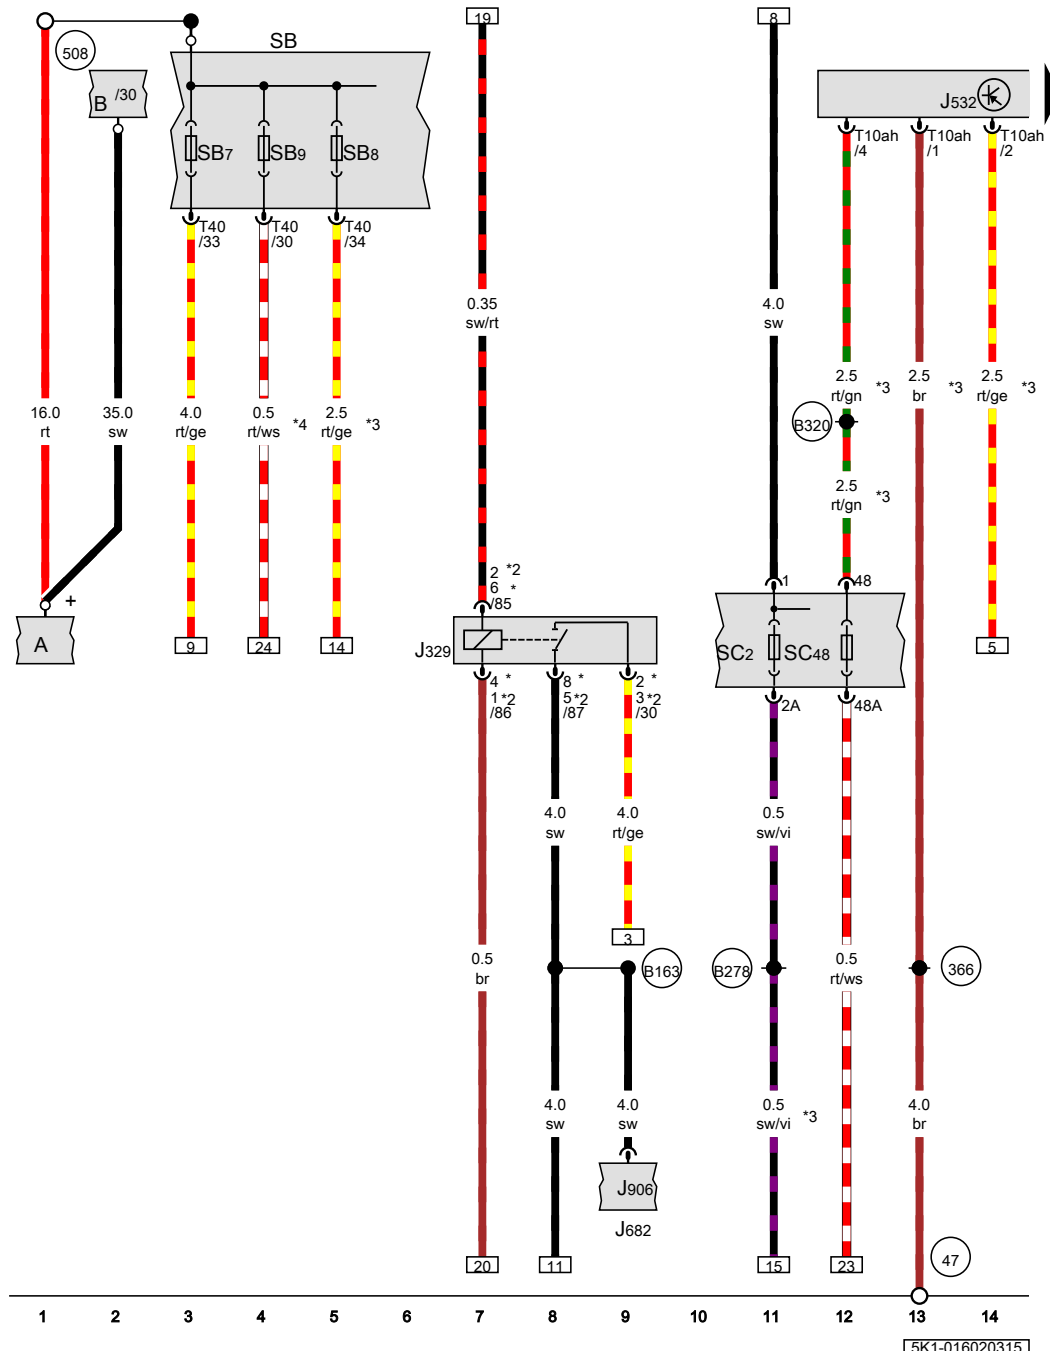 19
8
508
SB
B /30
J532
SB7
SB9
SB8
T10ah
/4
T10ah
/1
T10ah
/2
T40
/33
T40
/30
T40
/34
0.35
sw/rt
4.0
sw
2.5
rt/gn *3
2.5
br *3
2.5
rt/ge *3
16.0
rt
35.0
sw
4.0
rt/ge
0.5
rt/ws *4
2.5
rt/ge *3
B320
2.5
rt/gn *3
2 *2
6 *
/85
1
48
+
A
9
24
14
J329
SC2
SC48
5
4 *
1 *2
/86
8 *
5 *2
/87
2 *
3 *2
/30
2A
48A
4.0
sw
4.0
rt/ge
0.5
sw/vi
3
0.5
br
B163
B278
0.5
rt/ws
366
4.0
sw
4.0
sw
0.5
sw/vi *3
4.0
br
J906
J682
20
11
15
23
47
1 2 3 4 5 6 7 8 9 10 11 12 13 14
5K1-016020315